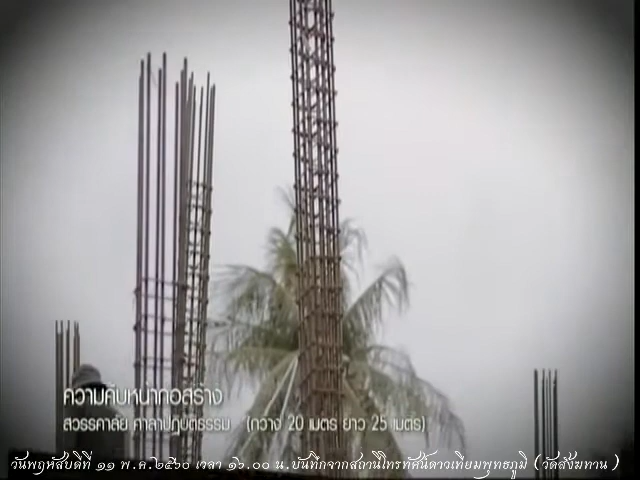 ความคืบหน้าก่อสร้าง
สวรรศาลัย ศาลาปฏิบัติธรรม (กว้าง 20 เมตร ยาว 25 เมตร)
วันพฤหัสบดีที่ ๑๑ พ.ค.๒๕๖๐ เวลา ๑๖.๐๐ น.บันทึกจากสถานีโทรทัศน์ดาวเทียมพุทธภูมิ (วัดสังฆทาน)